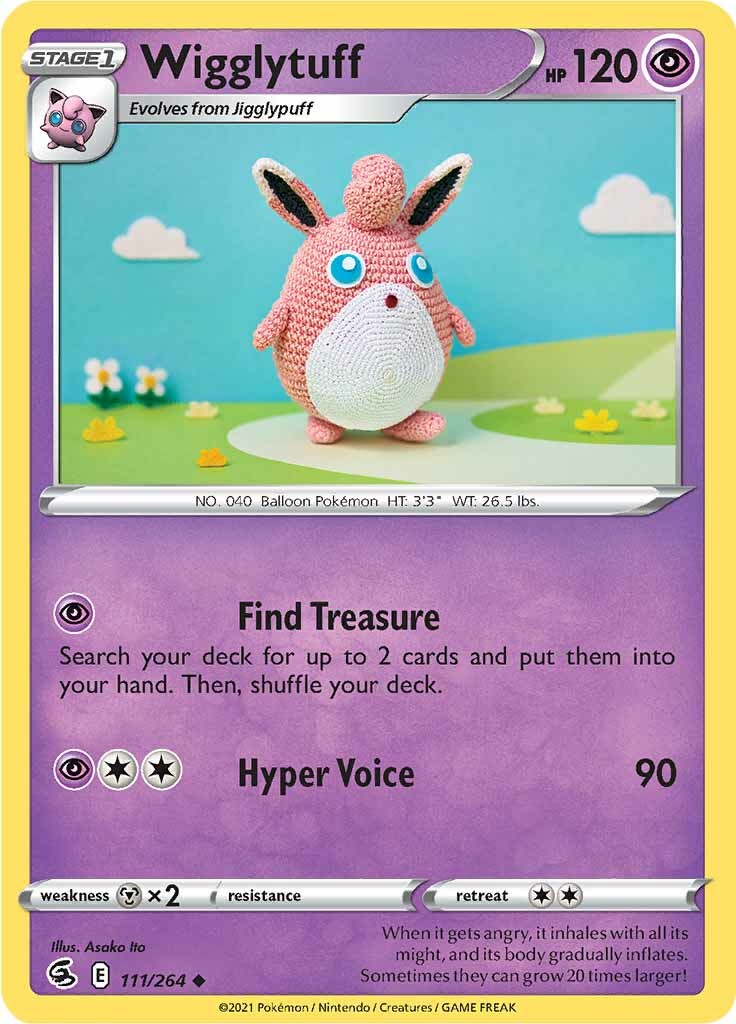 STAGE 1 Wigglytuff HP 120
Evolves from Jigglypuff
NO. 040 Balloon Pokémon HT: 3'3" WT: 26.5 lbs.
Find Treasure
Search your deck for up to 2 cards and put them into
your hand. Then, shuffle your deck.
Hyper Voice 90
weakness ×2 resistance retreat
Illus. Asako Ito
When it gets angry, it inhales with all its
might, and its body gradually inflates.
Sometimes they can grow 20 times larger!
E 111/264
©2021 Pokémon / Nintendo / Creatures / GAME FREAK